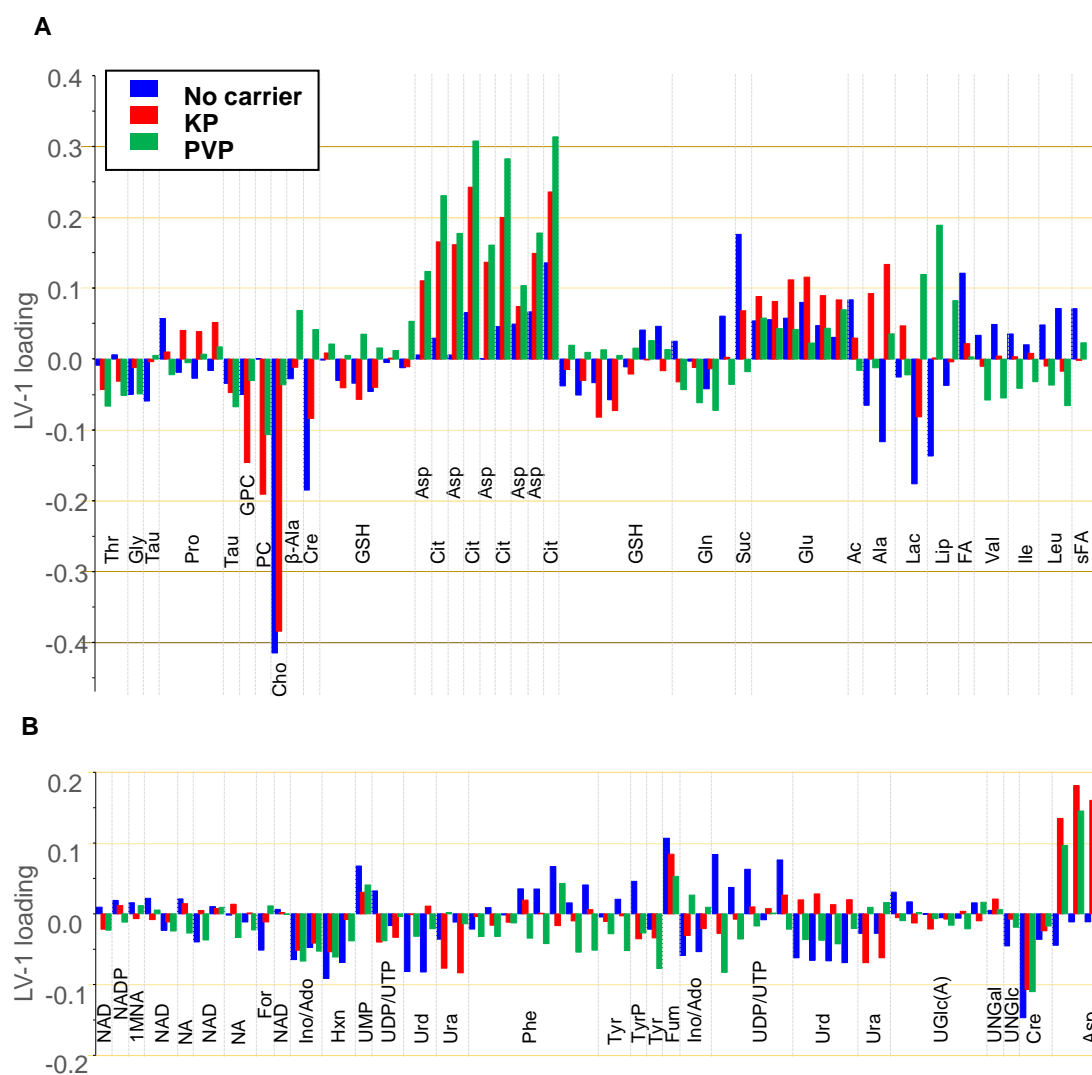 A
0.4
0.3
0.2
0.1
0.0
-0.1
-0.2
-0.3
-0.4
LV-1 loading
No carrier
KP
PVP
Thr
Gly
Tau
Pro
Tau
GPC
PC
Cho
β-Ala
Cre
GSH
Asp
Cit
Asp
Cit
Asp
Cit
Asp
Asp
Cit
GSH
Gln
Suc
Glu
Ac
Ala
Lac
Lip
FA
Val
Ile
Leu
sFA
B
0.2
0.1
0.0
-0.1
-0.2
LV-1 loading
NAD
NADP
1MNA
NAD
NA
NAD
NA
For
NAD
Ino/Ado
Hxn
UMP
UDP/UTP
Urd
Ura
Phe
Tyr
TyrP
Tyr
Fum
Ino/Ado
UDP/UTP
Urd
Ura
UGlc(A)
UNGal
UNGlc
Cre
Asp